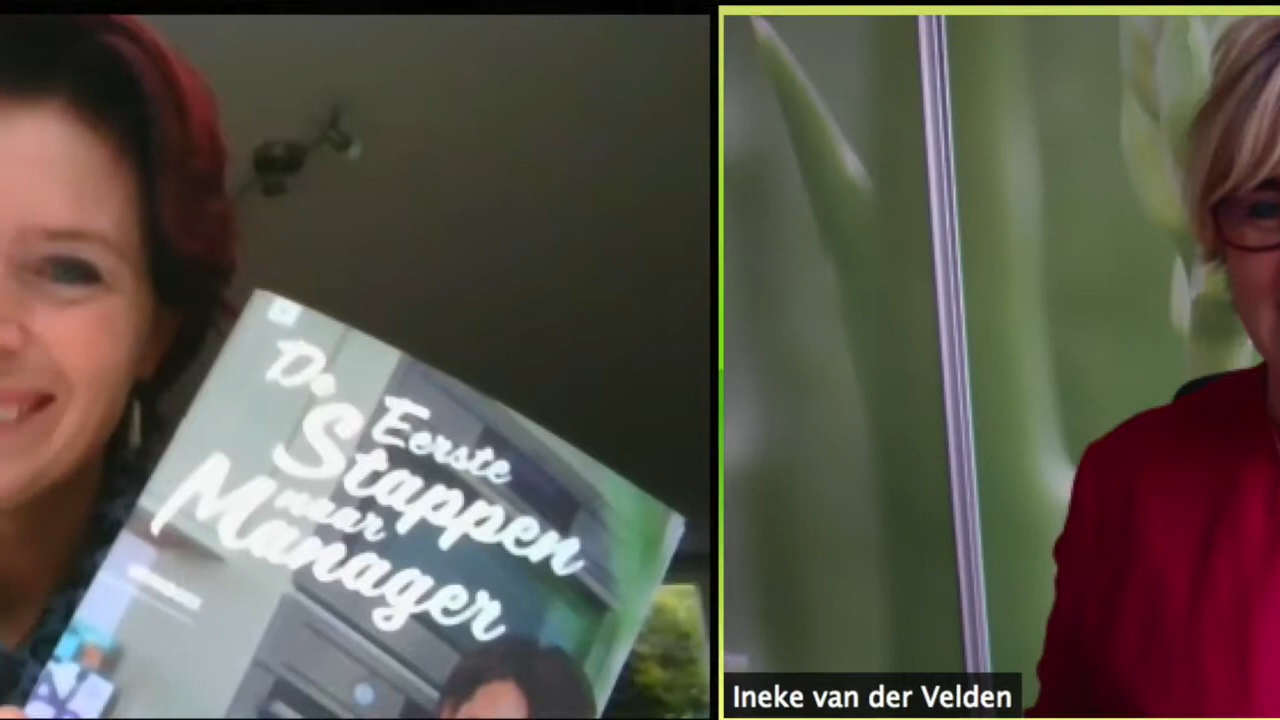 De
Eerste
Stappen
naar
Manager
Ineke van der Velden